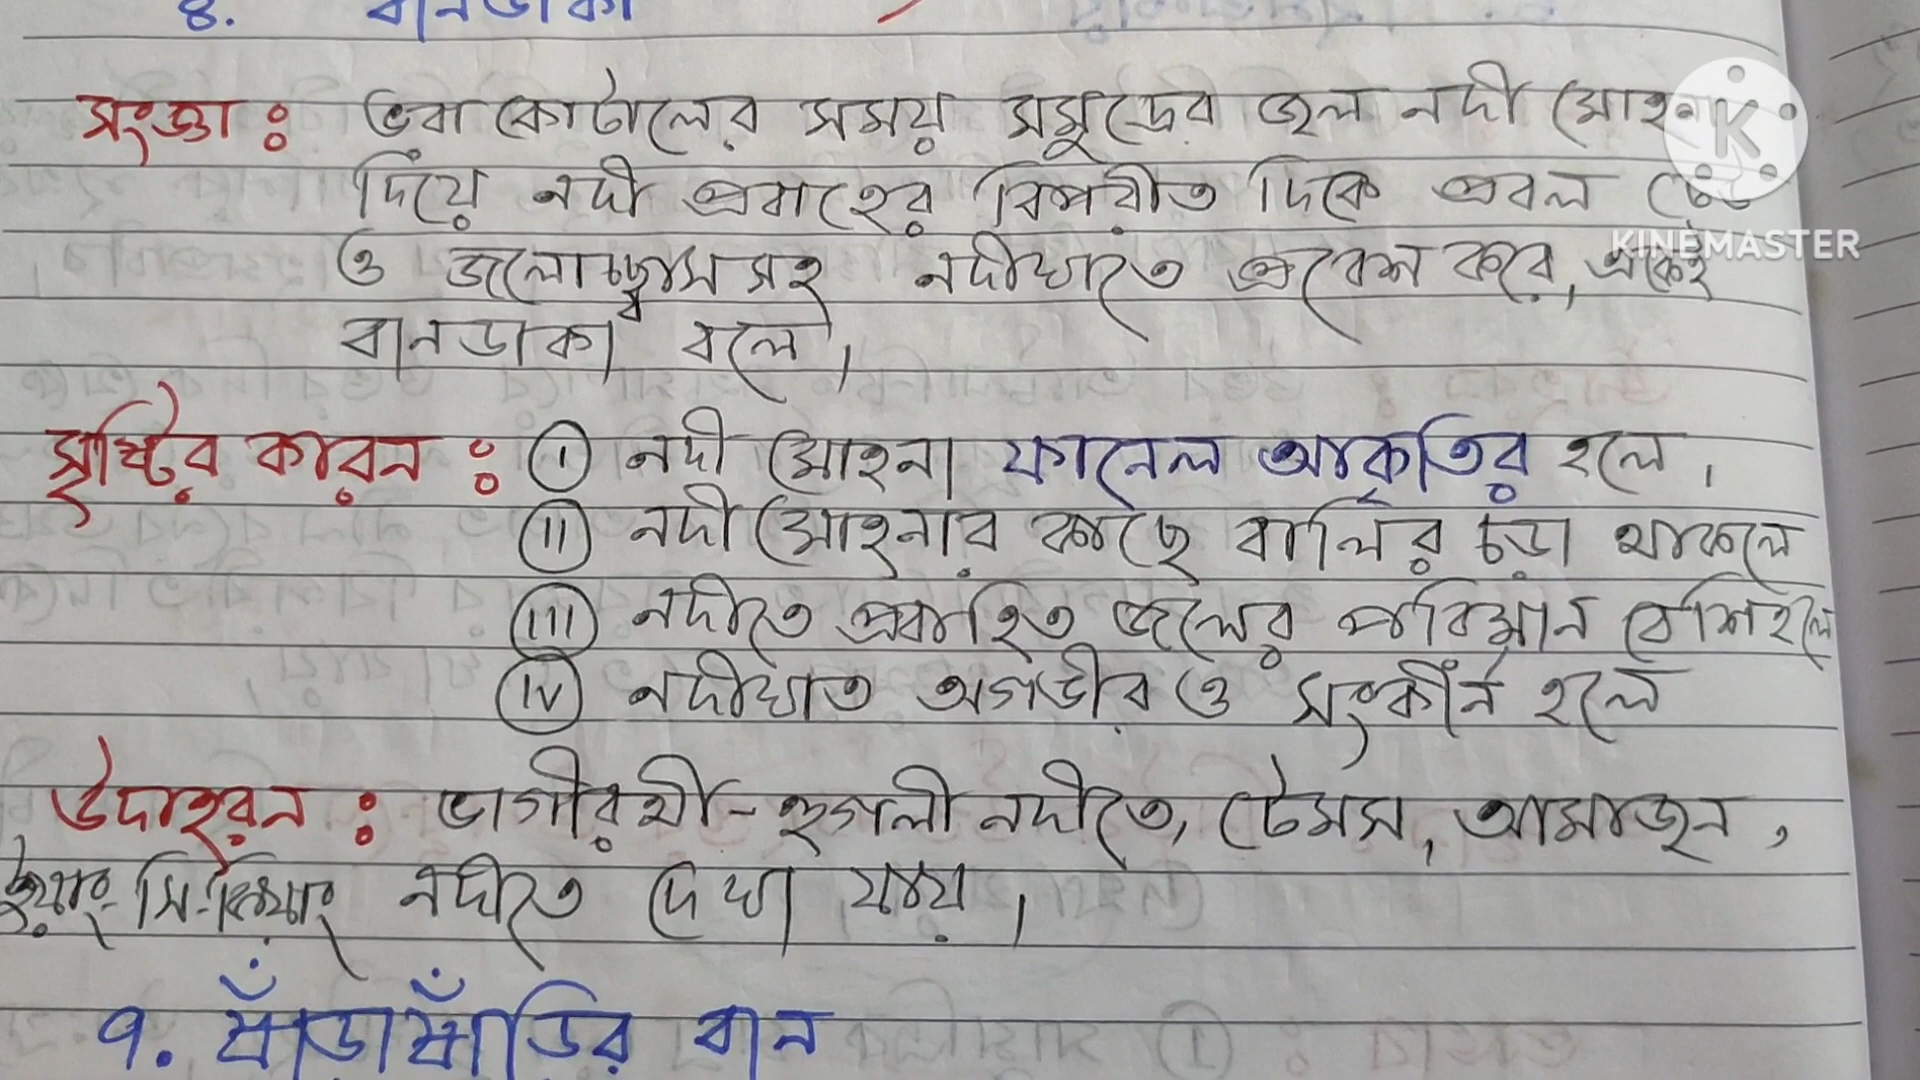 ৪. বানডাকা
সংজ্ঞা : ভরা কোটালের সময় সমুদ্রের জল নদী মোহনা
দিয়ে নদী প্রবাহের বিপরীত দিকে প্রবল ঢেউ
ও জলোচ্ছ্বাস সহ নদীখাতে প্রবেশ করে, একেই
বানডাকা বলে।
সৃষ্টির কারন : (i) নদী মোহনা ফানেল আকৃতির হলে।
(ii) নদী মোহনার কাছে বালির চড়া থাকলে
(iii) নদীতে প্রবাহিত জলের পরিমান বেশি হলে
(iv) নদীখাত অগভীর ও সংকীর্ন হলে
উদাহরন : ভাগীরথী-হুগলী নদীতে, টেমস, আমাজন,
নদীতে দেখা যায়।
৭. ষাঁড়াষাঁড়ির বান
KINEMASTER